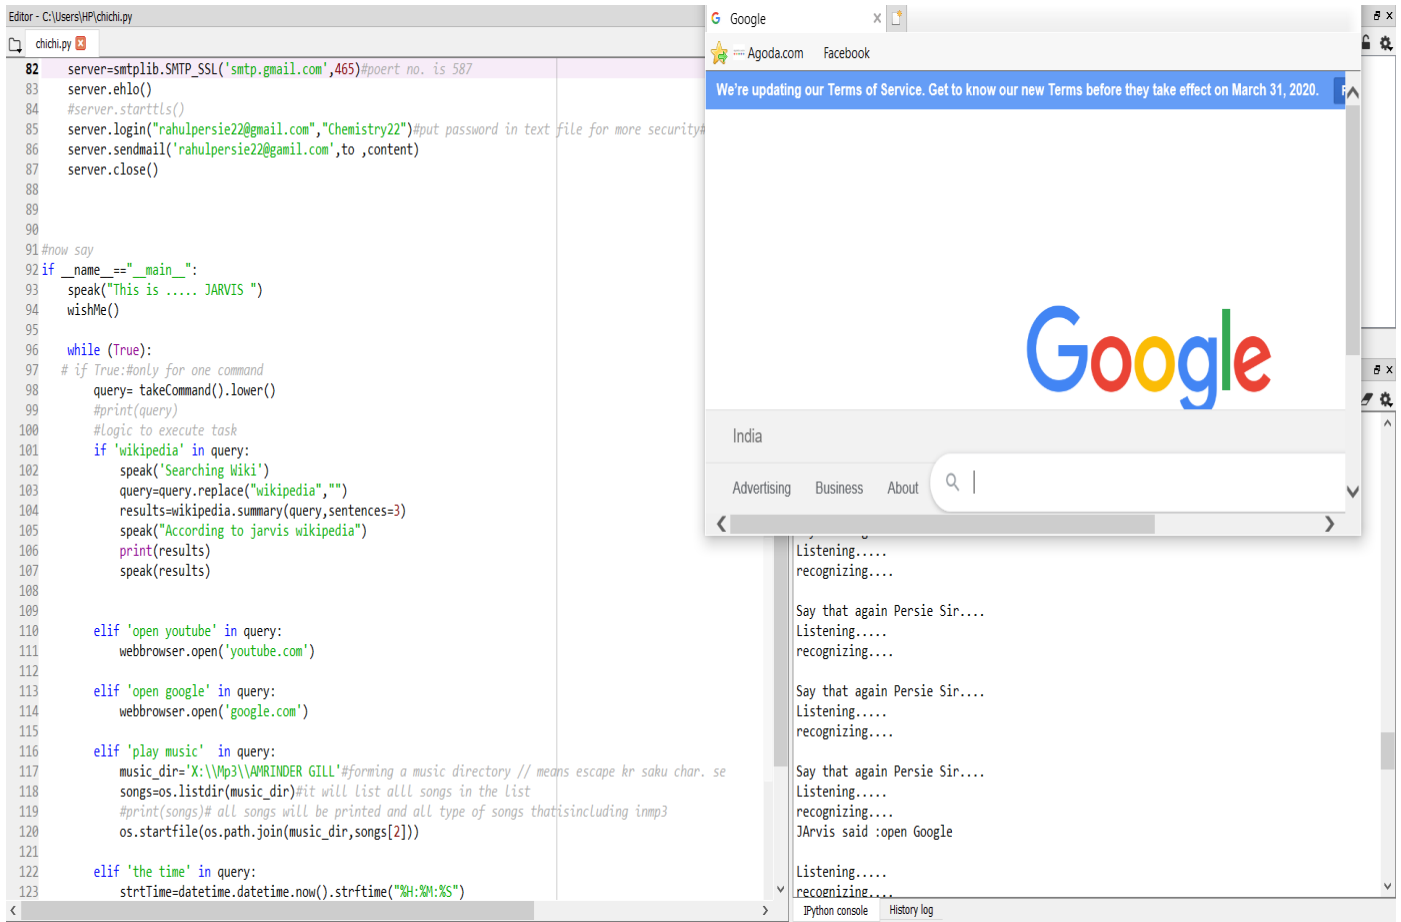 Editor - C:\Users\HP\chichi.py
chichi.py
82 server=smtplib.SMTP_SSL('smtp.gmail.com',465)#poert no. is 587
83 server.ehlo()
84 #server.starttls()
85 server.login("rahulpersie22@gmail.com","Chemistry22")#put password in text file for more security#
86 server.sendmail('rahulpersie22@gamil.com',to ,content)
87 server.close()
88
89
90
91 #now say
92 if __name__=="__main__":
93 speak("This is ..... JARVIS ")
94 wishMe()
95
96 while (True):
97 # if True:#only for one command
98 query= takeCommand().lower()
99 #print(query)
100 #logic to execute task
101 if 'wikipedia' in query:
102 speak('Searching Wiki')
103 query=query.replace("wikipedia","")
104 results=wikipedia.summary(query,sentences=3)
105 speak("According to jarvis wikipedia")
106 print(results)
107 speak(results)
108
109
110 elif 'open youtube' in query:
111 webbrowser.open('youtube.com')
112
113 elif 'open google' in query:
114 webbrowser.open('google.com')
115
116 elif 'play music'  in query:
117 music_dir='X:\\Mp3\\AMRINDER GILL'#forming a music directory // means escape kr saku char. se
118 songs=os.listdir(music_dir)#it will list alll songs in the list
119 #print(songs)# all songs will be printed and all type of songs thatisincluding inmp3
120 os.startfile(os.path.join(music_dir,songs[2]))
121
122 elif 'the time' in query:
123 strtTime=datetime.datetime.now().strftime("%H:%M:%S")
Google
Agoda.com Facebook
We're updating our Terms of Service. Get to know our new Terms before they take effect on March 31, 2020.
Google
India
Advertising Business About
Listening.....
recognizing....
Say that again Persie Sir....
Listening.....
recognizing....
Say that again Persie Sir....
Listening.....
recognizing....
Say that again Persie Sir....
Listening.....
recognizing....
JArvis said :open Google
Listening.....
recognizing....
IPython console History log